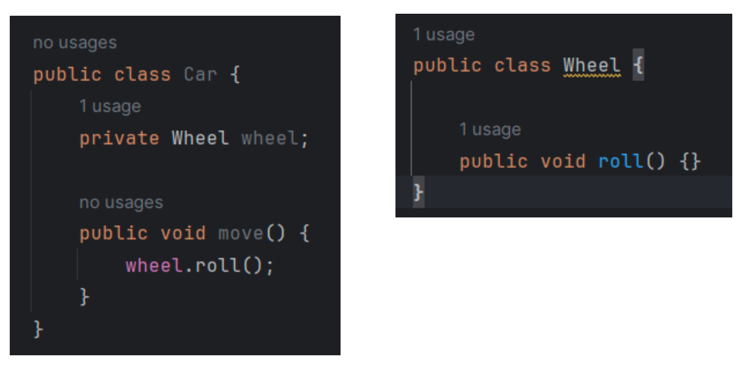 no usages
public class Car {
1 usage
private Wheel wheel;
no usages
public void move() {
wheel.roll();
}
}
1 usage
public class Wheel {
1 usage
public void roll() {}
}